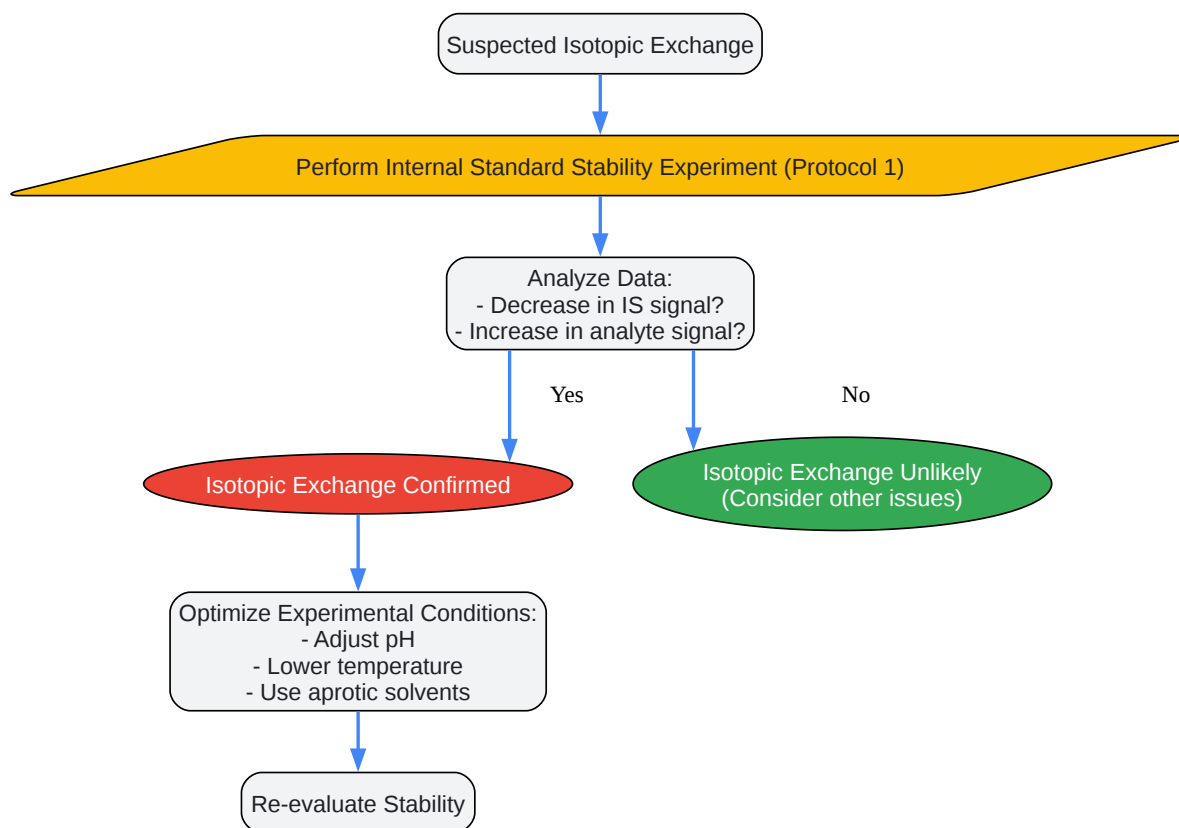 Suspected Isotopic Exchange
Perform Internal Standard Stability Experiment (Protocol 1)
Analyze Data:
- Decrease in IS signal?
- Increase in analyte signal?
Yes
No
Isotopic Exchange Confirmed
Isotopic Exchange Unlikely
(Consider other issues)
Optimize Experimental Conditions:
- Adjust pH
- Lower temperature
- Use aprotic solvents
Re-evaluate Stability